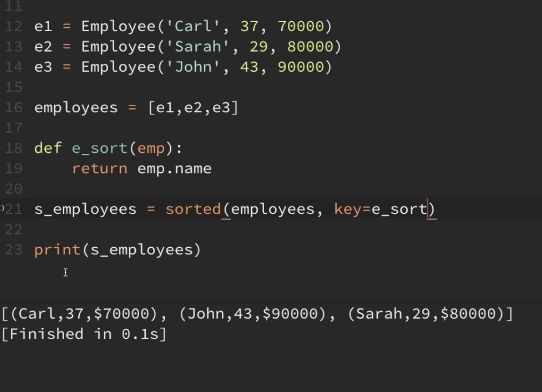 11
12 e1 = Employee('Carl', 37, 70000)
13 e2 = Employee('Sarah', 29, 80000)
14 e3 = Employee('John', 43, 90000)
15
16 employees = [e1,e2,e3]
17
18 def e_sort(emp):
19     return emp.name
20
21 s_employees = sorted(employees, key=e_sort)
22
23 print(s_employees)
[(Carl,37,$70000), (John,43,$90000), (Sarah,29,$80000)]
[Finished in 0.1s]